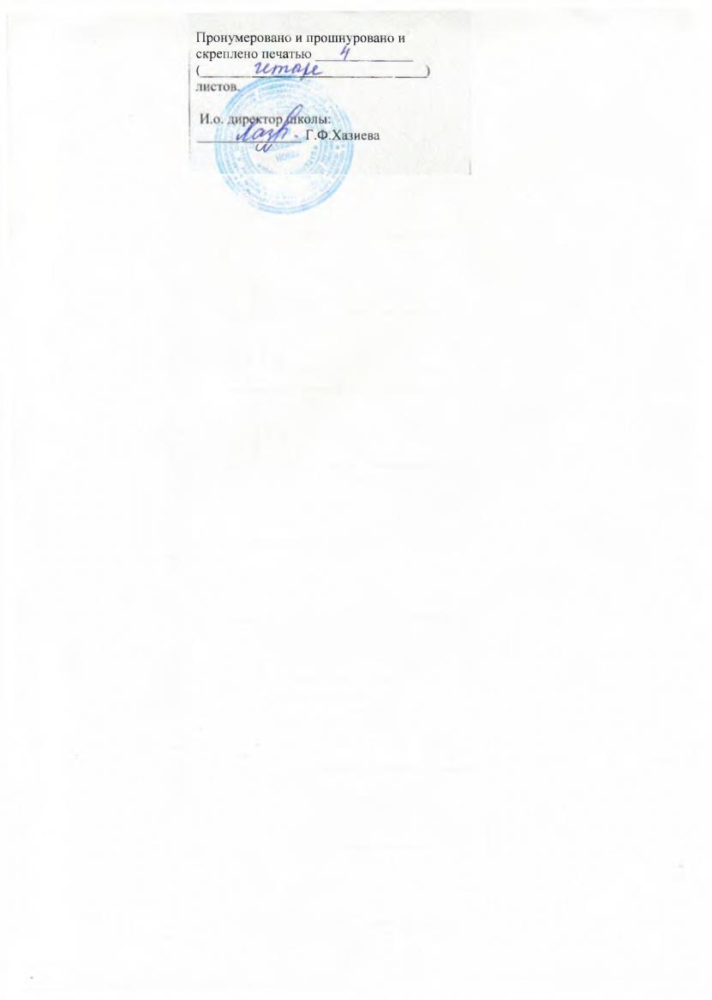 Пронумеровано и прошнуровано и
скреплено печатью 4
( четыре )
листов.
И.о. директор школы:
Г.Ф.Хазиева